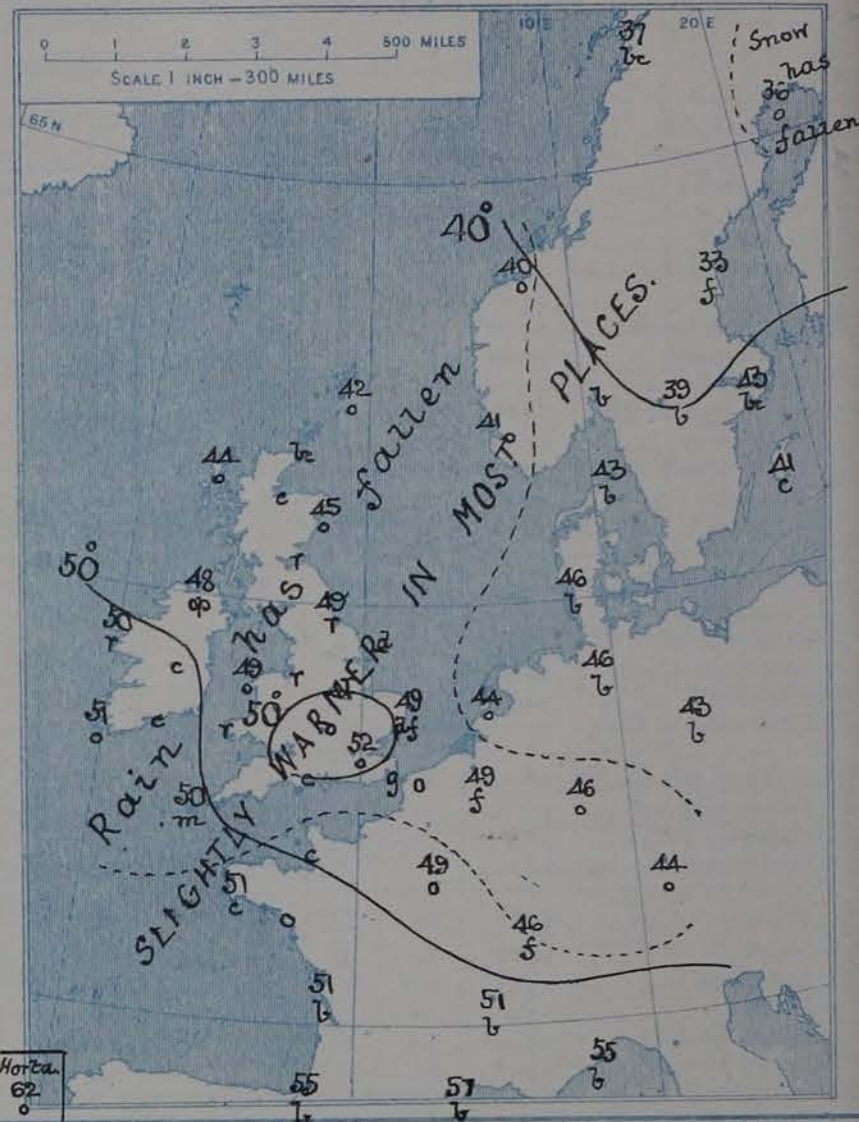 0 1 2 3 4 500 MILES
SCALE 1 INCH – 300 MILES
10 E
20 E
65 N
37
bc
Snow
has
fallen
36
o
40°
40
o
33
f
PLACES.
42
o
fallen
41
o
b
39
b
43
bc
44
o
bc
c
45
o
IN MOST
43
b
41
c
50°
48
r
has
49
r
46
b
50
r
c
49
o
r
d
46
b
51
o
c
r
50°
WARMER
52
o
49
d f
44
o
43
b
Rain
50
m
c
g
o
49
f
46
o
SLIGHTLY
c
51
c
o
49
o
44
o
46
f
51
b
51
b
Horta.
62
o
55
b
57
b
55
b